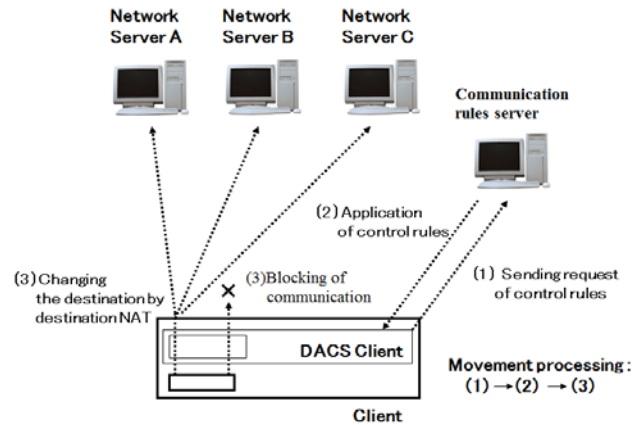 Network
Server A
Network
Server B
Network
Server C
Communication
rules server
(2) Application
of control rules
(1) Sending request
of control rules
(3) Changing
the destination by
destination NAT
(3)Blocking of
communication
DACS Client
Client
Movement processing :
(1) → (2) → (3)